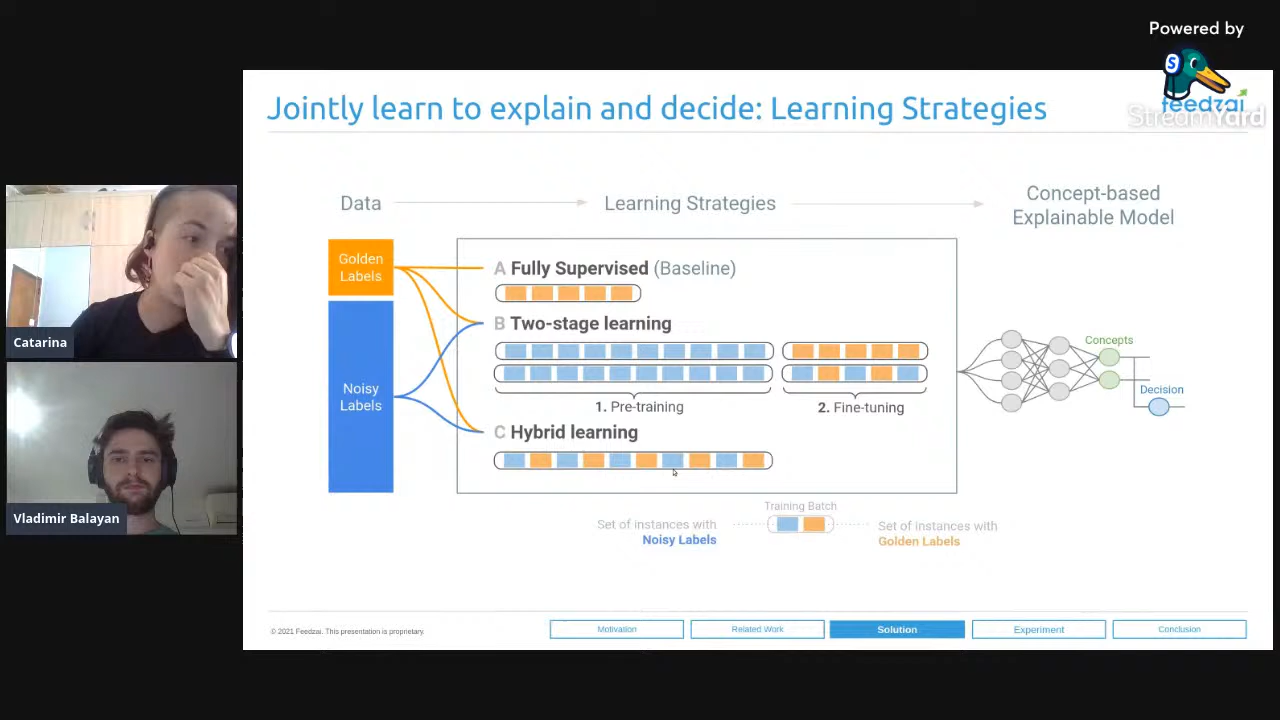 Powered by
S
feedzai
StreamYard
Jointly learn to explain and decide: Learning Strategies
Data
Learning Strategies
Concept-based
Explainable Model
Golden
Labels
Noisy
Labels
A Fully Supervised (Baseline)
B Two-stage learning
1. Pre-training
2. Fine-tuning
C Hybrid learning
Concepts
Decision
Training Batch
Set of instances with
Noisy Labels
Set of instances with
Golden Labels
Catarina
Vladimir Balayan
© 2021 Feedzai. This presentation is proprietary.
Motivation
Related Work
Solution
Experiment
Conclusion